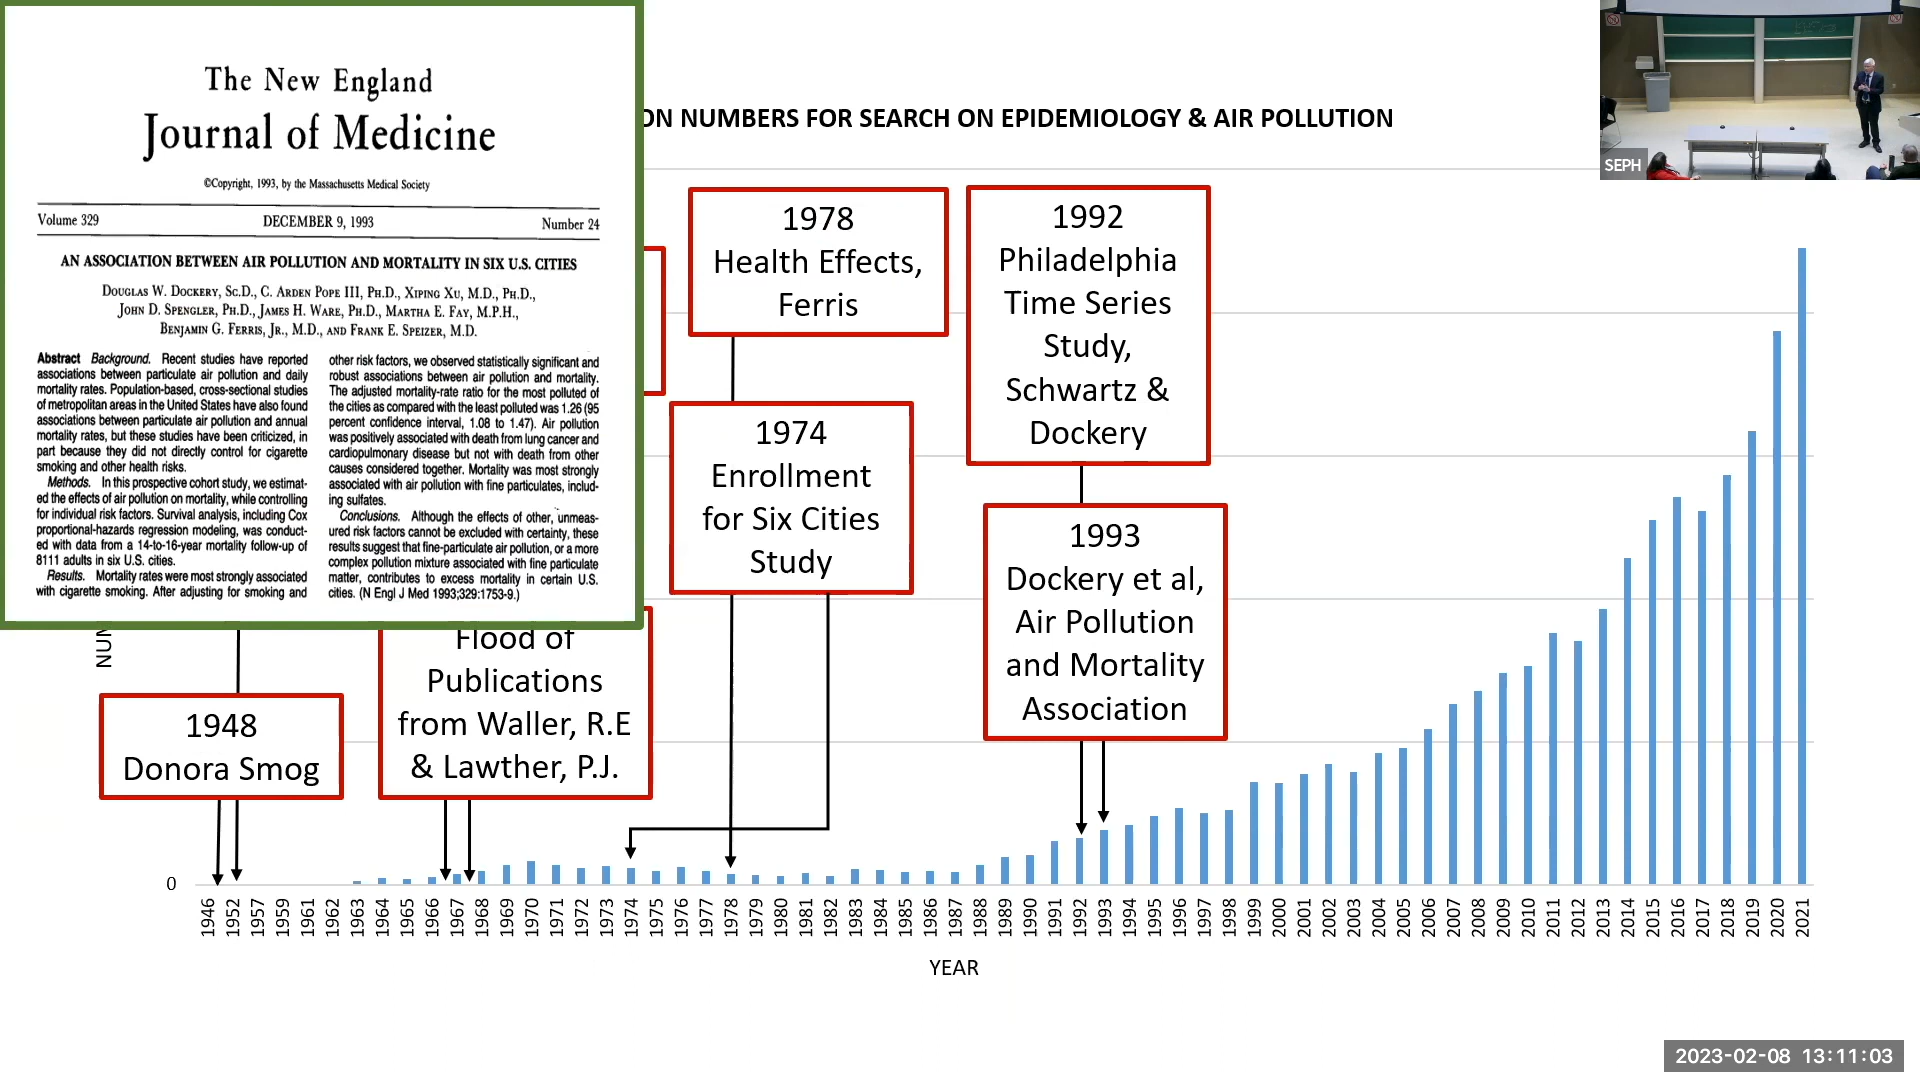 The New England
Journal of Medicine
©Copyright, 1993, by the Massachusetts Medical Society
Volume 329 DECEMBER 9, 1993 Number 24
AN ASSOCIATION BETWEEN AIR POLLUTION AND MORTALITY IN SIX U.S. CITIES
DOUGLAS W. DOCKERY, SC.D., C. ARDEN POPE III, PH.D., XIPING XU, M.D., PH.D.,
JOHN D. SPENGLER, PH.D., JAMES H. WARE, PH.D., MARTHA E. FAY, M.P.H.,
BENJAMIN G. FERRIS, JR., M.D., AND FRANK E. SPEIZER, M.D.
Abstract Background. Recent studies have reported
associations between particulate air pollution and daily
mortality rates. Population-based, cross-sectional studies
of metropolitan areas in the United States have also found
associations between particulate air pollution and annual
mortality rates, but these studies have been criticized, in
part because they did not directly control for cigarette
smoking and other health risks.
Methods. In this prospective cohort study, we estimat-
ed the effects of air pollution on mortality, while controlling
for individual risk factors. Survival analysis, including Cox
proportional-hazards regression modeling, was conduct-
ed with data from a 14-to-16-year mortality follow-up of
8111 adults in six U.S. cities.
Results. Mortality rates were most strongly associated
with cigarette smoking. After adjusting for smoking and
other risk factors, we observed statistically significant and
robust associations between air pollution and mortality.
The adjusted mortality-rate ratio for the most polluted of
the cities as compared with the least polluted was 1.26 (95
percent confidence interval, 1.08 to 1.47). Air pollution
was positively associated with death from lung cancer and
cardiopulmonary disease but not with death from other
causes considered together. Mortality was most strongly
associated with air pollution with fine particulates, includ-
ing sulfates.
Conclusions. Although the effects of other, unmeas-
ured risk factors cannot be excluded with certainty, these
results suggest that fine-particulate air pollution, or a more
complex pollution mixture associated with fine particulate
matter, contributes to excess mortality in certain U.S.
cities. (N Engl J Med 1993;329:1753-9.)
ON NUMBERS FOR SEARCH ON EPIDEMIOLOGY & AIR POLLUTION
SEPH
1978
Health Effects,
Ferris
1992
Philadelphia
Time Series
Study,
Schwartz &
Dockery
1974
Enrollment
for Six Cities
Study
1993
Dockery et al,
Air Pollution
and Mortality
Association
NUM
1948
Donora Smog
Flood of
Publications
from Waller, R.E
& Lawther, P.J.
0
1946 1952 1957 1959 1961 1962 1963 1964 1965 1966 1967 1968 1969 1970 1971 1972 1973 1974 1975 1976 1977 1978 1979 1980 1981 1982 1983 1984 1985 1986 1987 1988 1989 1990 1991 1992 1993 1994 1995 1996 1997 1998 1999 2000 2001 2002 2003 2004 2005 2006 2007 2008 2009 2010 2011 2012 2013 2014 2015 2016 2017 2018 2019 2020 2021
YEAR
2023-02-08 13:11:03